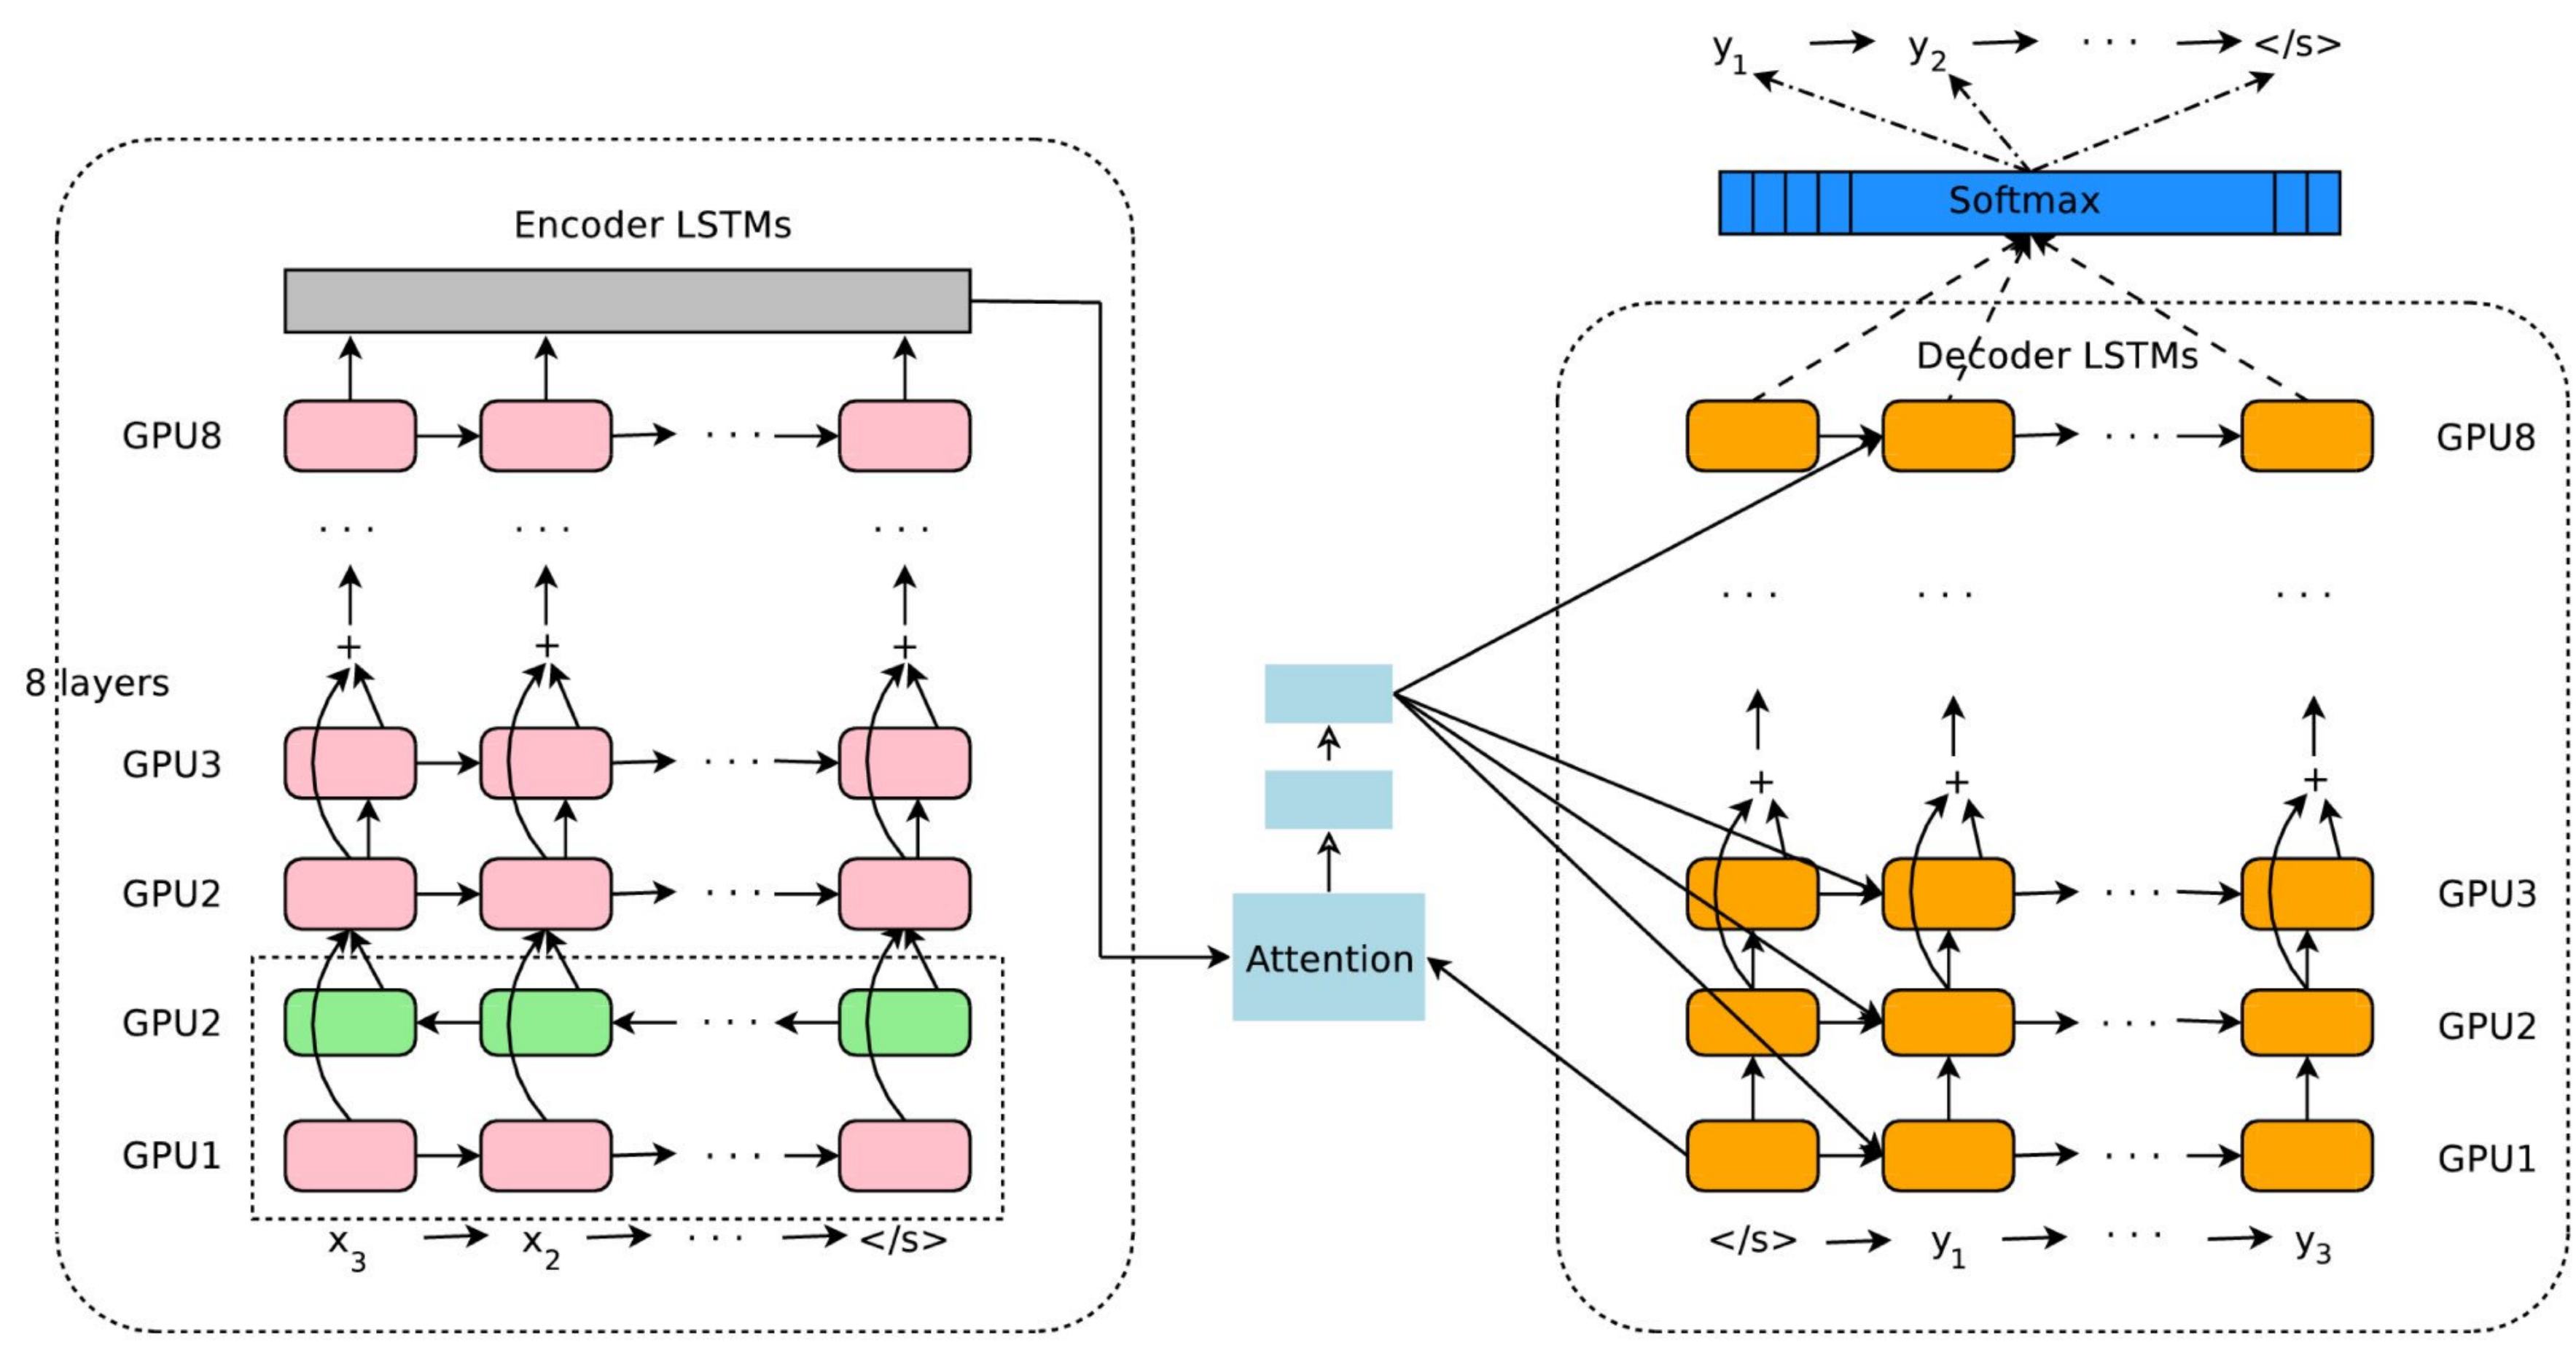 y1 y2 ... </s>
Softmax
Encoder LSTMs
Decoder LSTMs
GPU8 ...
... GPU8
... ... ...
... ... ...
+ + +
8 layers
GPU3 ...
+ + +
GPU2 ...
... GPU3
Attention
GPU2 ...
... GPU2
GPU1 ...
... GPU1
x3 x2 ... </s>
</s> y1 ... y3